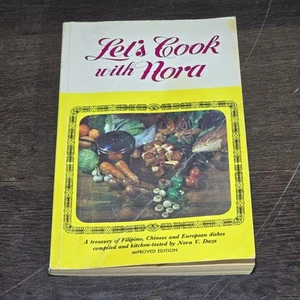 Let's Cook
with Nora
A treasury of Filipino, Chinese and European dishes
compiled and kitchen-tested by Nora V. Daza
IMPROVED EDITION